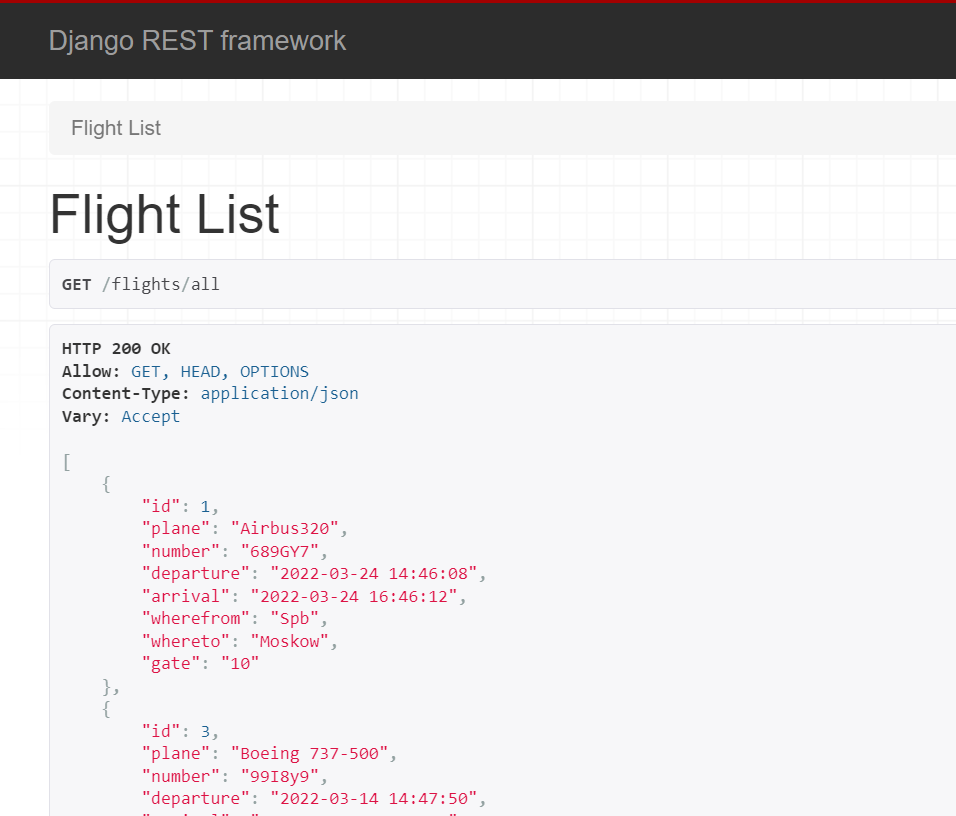 Django REST framework
Flight List
Flight List
GET /flights/all
HTTP 200 OK
Allow: GET, HEAD, OPTIONS
Content-Type: application/json
Vary: Accept
[
{
"id": 1,
"plane": "Airbus320",
"number": "689GY7",
"departure": "2022-03-24 14:46:08",
"arrival": "2022-03-24 16:46:12",
"wherefrom": "Spb",
"whereto": "Moskow",
"gate": "10"
},
{
"id": 3,
"plane": "Boeing 737-500",
"number": "99I8y9",
"departure": "2022-03-14 14:47:50",